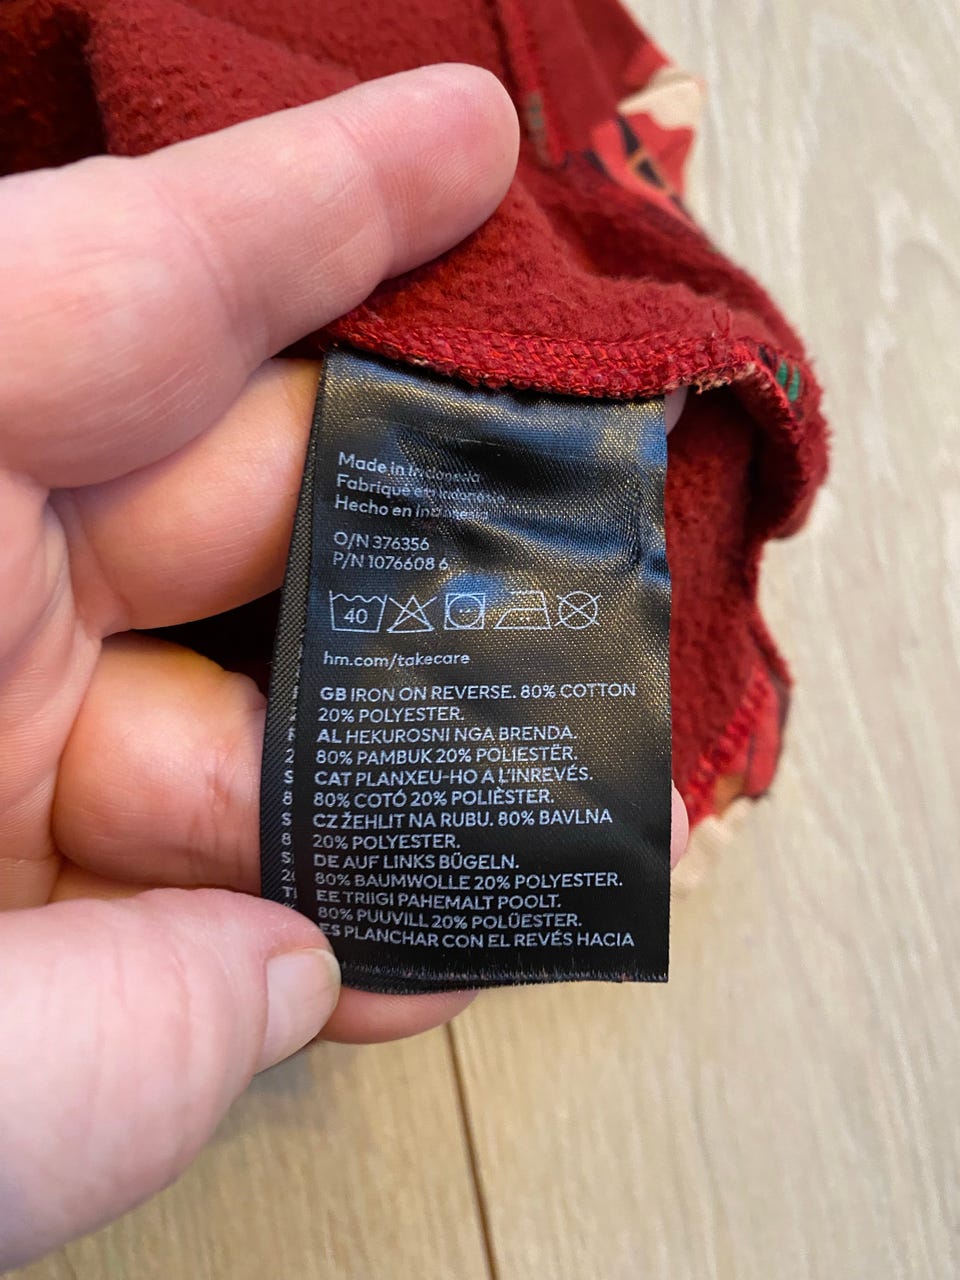 Made in Indonesia
Fabriqué en Indonesia
Hecho en Indonesia
O/N 376356
P/N 1076608 6
40
hm.com/takecare
GB IRON ON REVERSE. 80% COTTON
20% POLYESTER.
AL HEKUROSNI NGA BRENDA.
80% PAMBUK 20% POLIESTËR.
CAT PLANXEU-HO A L'INREVÉS.
80% COTÓ 20% POLIÈSTER.
CZ ŽEHLIT NA RUBU. 80% BAVLNA
20% POLYESTER.
DE AUF LINKS BÜGELN.
80% BAUMWOLLE 20% POLYESTER.
EE TRIIGI PAHEMALT POOLT.
80% PUUVILL 20% POLÜESTER.
ES PLANCHAR CON EL REVÉS HACIA